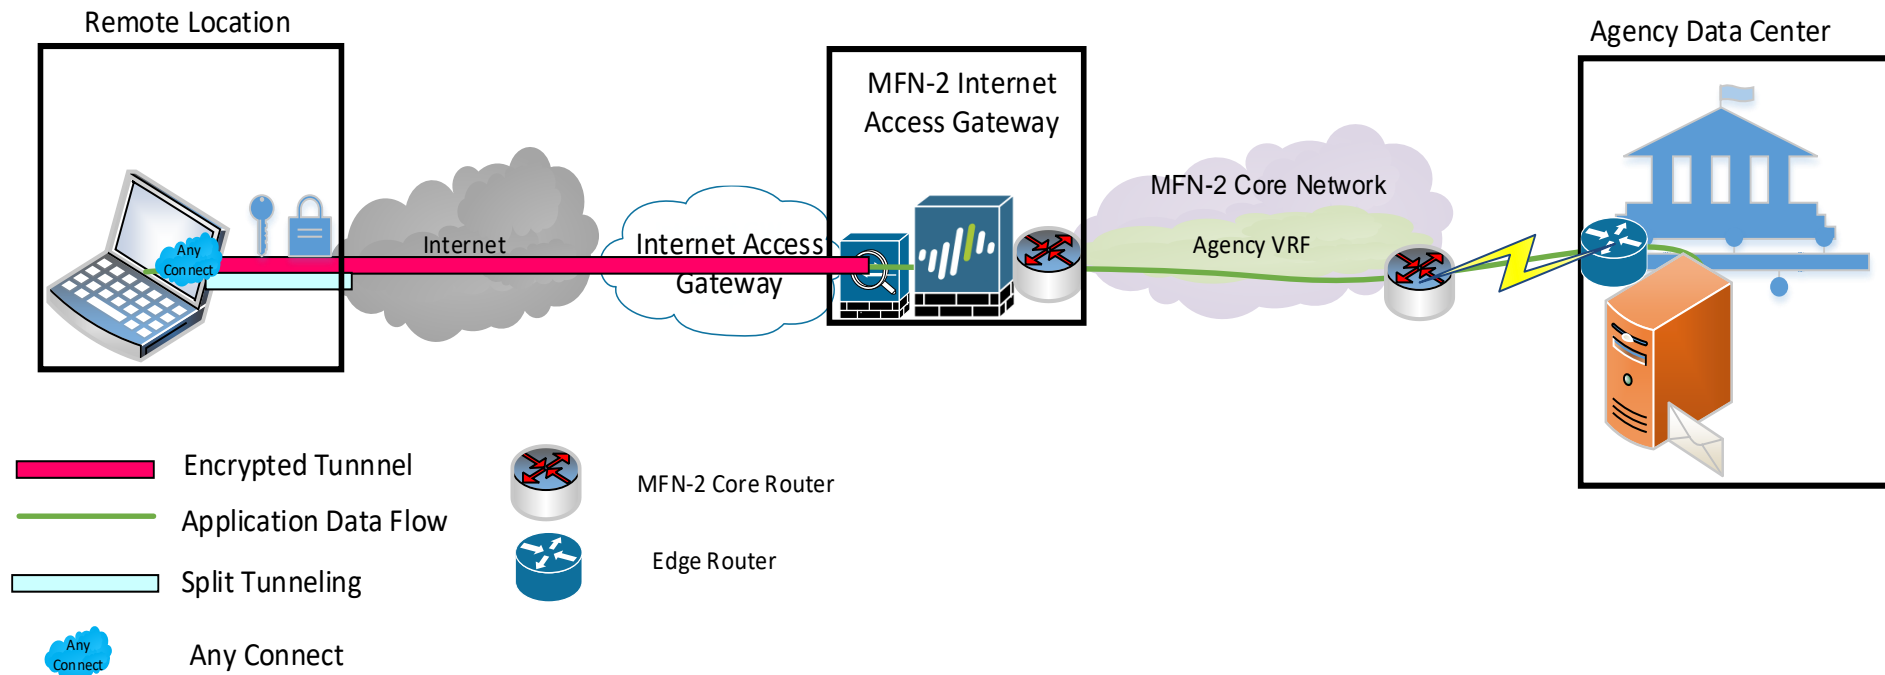 Remote Location
Agency Data Center
MFN-2 Internet
Access Gateway
MFN-2 Core Network
Any
Connect
Internet
Internet Access
Gateway
Agency VRF
Encrypted Tunnnel
MFN-2 Core Router
Application Data Flow
Edge Router
Split Tunneling
Any
Connect
Any Connect